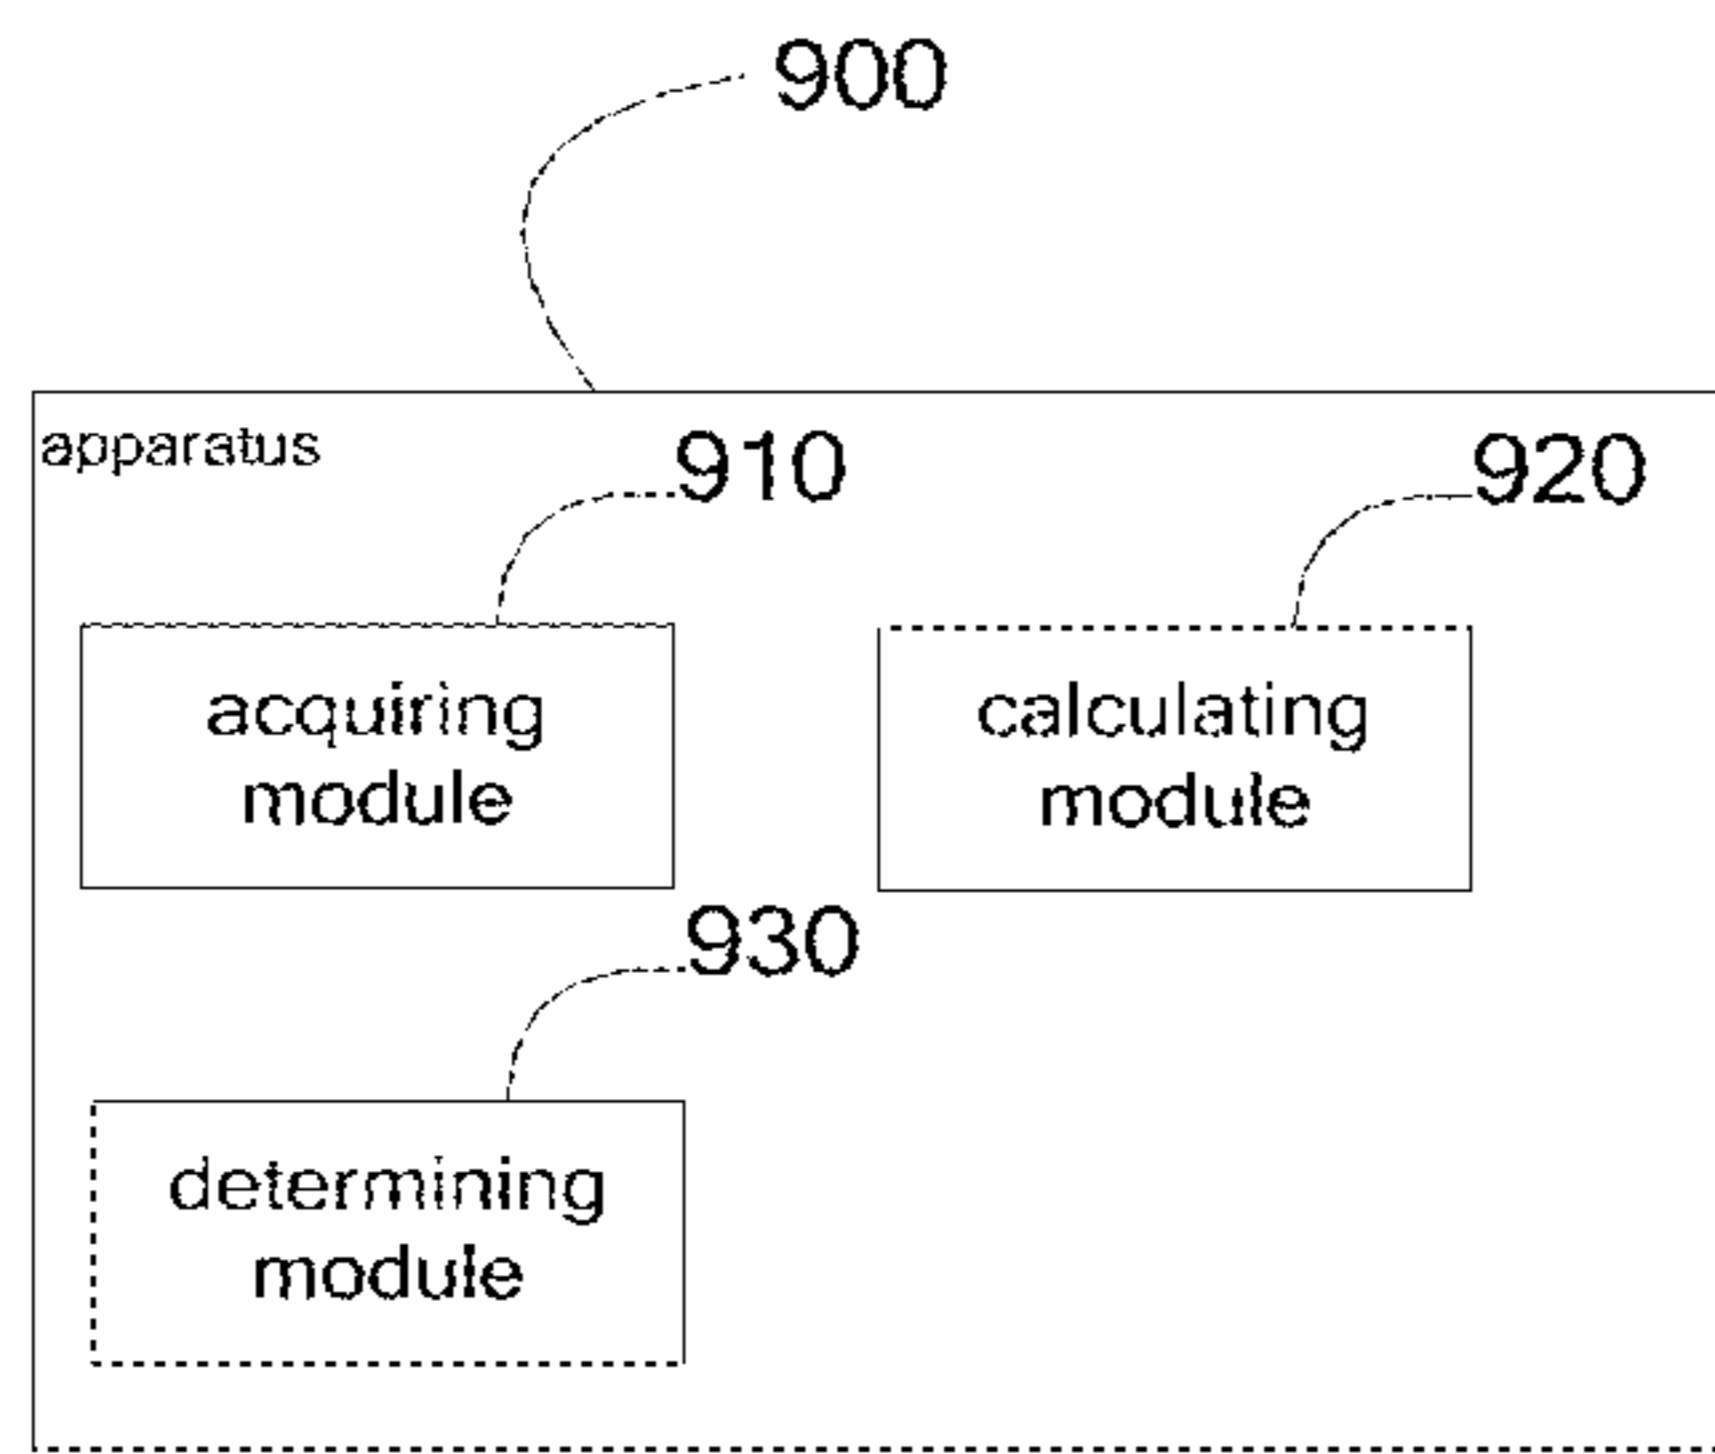 900
apparatus
910
920
acquiring
module
calculating
module
930
determining
module